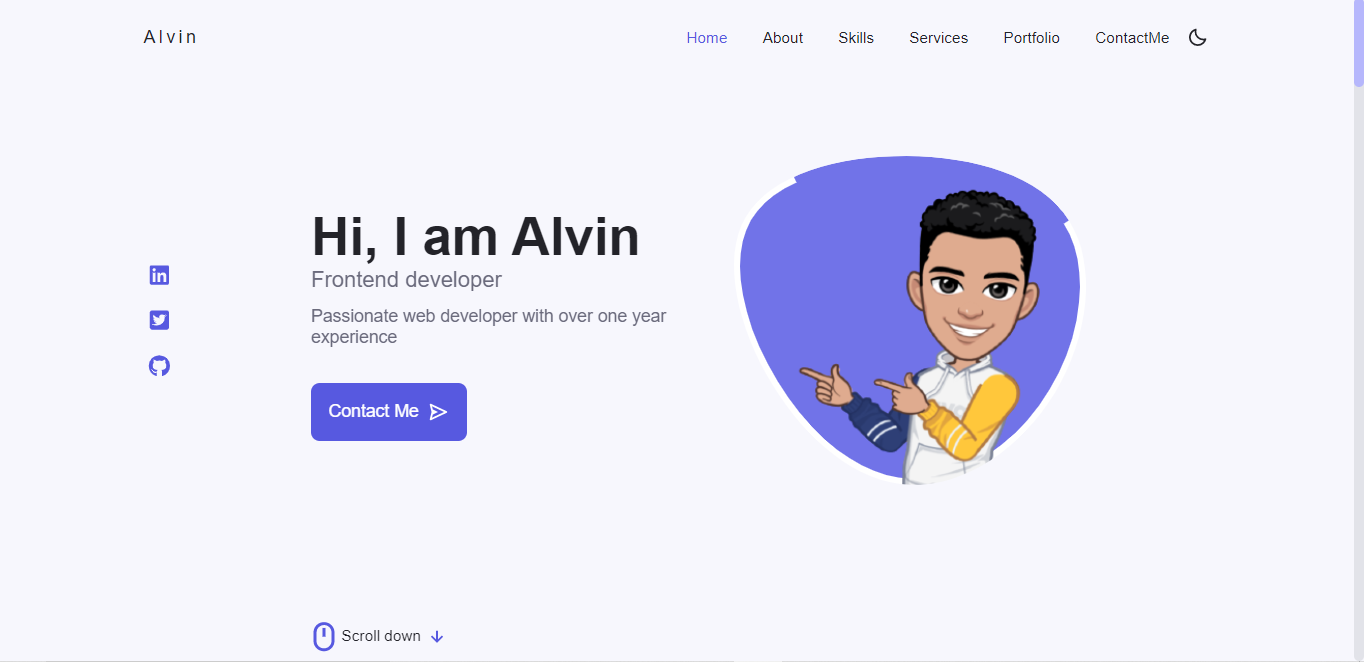 Alvin
Home About Skills Services Portfolio ContactMe
Hi, I am Alvin
Frontend developer
Passionate web developer with over one year
experience
Contact Me
Scroll down